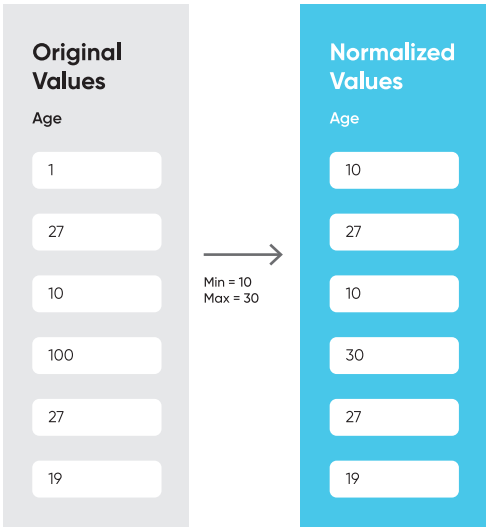 Original
Values
Age
1
27
10
100
27
19
Min = 10
Max = 30
Normalized
Values
Age
10
27
10
30
27
19